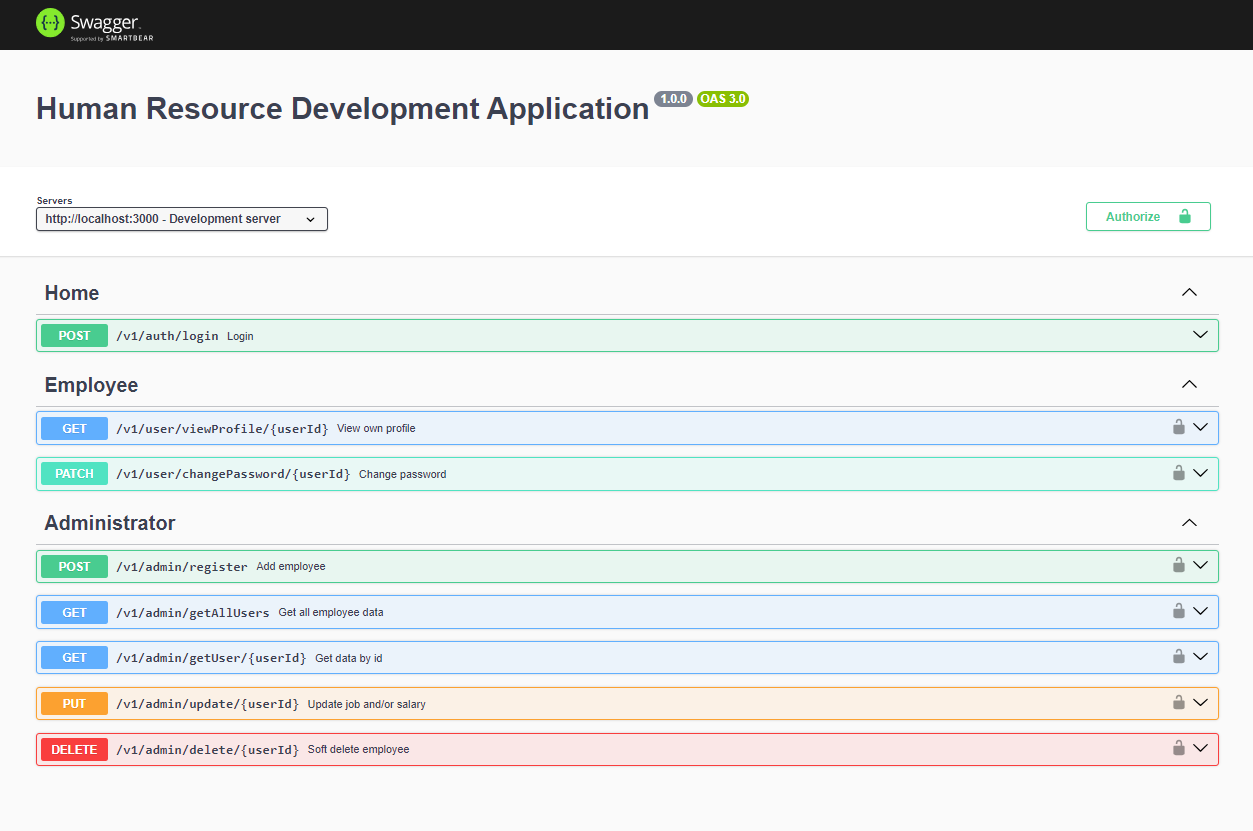 Swagger.
Supported by SMARTBEAR
Human Resource Development Application 1.0.0 OAS 3.0
Servers
http://localhost:3000 - Development server
Authorize
Home
POST /v1/auth/login Login
Employee
GET /v1/user/viewProfile/{userId} View own profile
PATCH /v1/user/changePassword/{userId} Change password
Administrator
POST /v1/admin/register Add employee
GET /v1/admin/getAllUsers Get all employee data
GET /v1/admin/getUser/{userId} Get data by id
PUT /v1/admin/update/{userId} Update job and/or salary
DELETE /v1/admin/delete/{userId} Soft delete employee